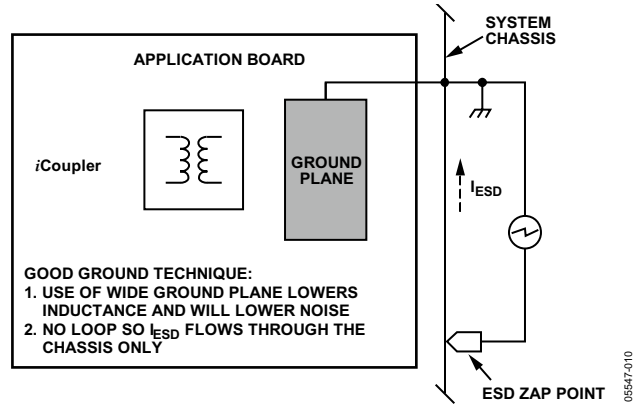 SYSTEM
CHASSIS
APPLICATION BOARD
iCoupler
GROUND
PLANE
IESD
GOOD GROUND TECHNIQUE:
1. USE OF WIDE GROUND PLANE LOWERS
INDUCTANCE AND WILL LOWER NOISE
2. NO LOOP SO IESD FLOWS THROUGH THE
CHASSIS ONLY
ESD ZAP POINT
05547-010